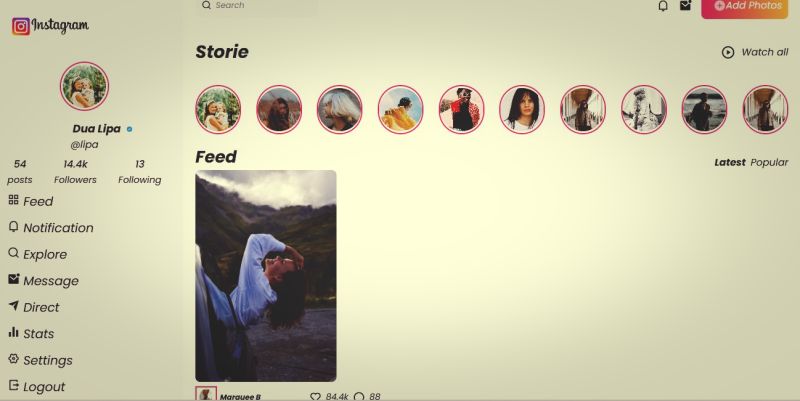 Instagram
Search
Add Photos
Storie
Watch all
Dua Lipa
@lipa
54
14.4k
13
posts
Followers
Following
Feed
Notification
Explore
Message
Direct
Stats
Settings
Logout
Feed
Latest Popular
Marquee B
84.4k
88